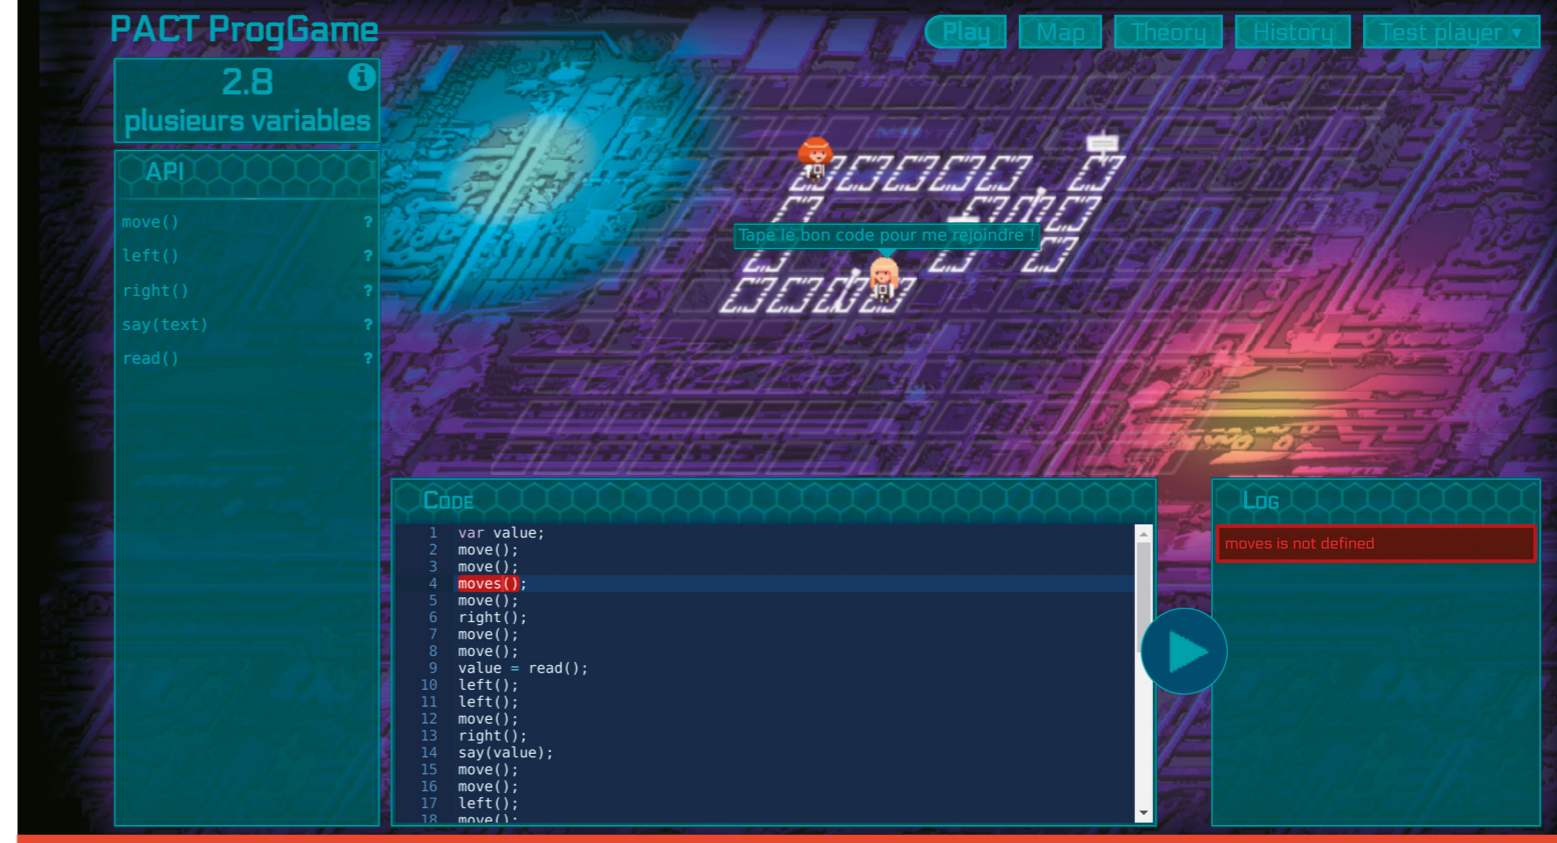 PACT ProgGame
Play
Map
Theory
History
Test player ▾
2.8
plusieurs variables
API
move() ?
left() ?
right() ?
say(text) ?
read() ?
Tape le bon code pour me rejoindre !
Code
1 var value;
2 move();
3 move();
4 moves();
5 move();
6 right();
7 move();
8 move();
9 value = read();
10 left();
11 left();
12 move();
13 right();
14 say(value);
15 move();
16 move();
17 left();
18 move();
Log
moves is not defined